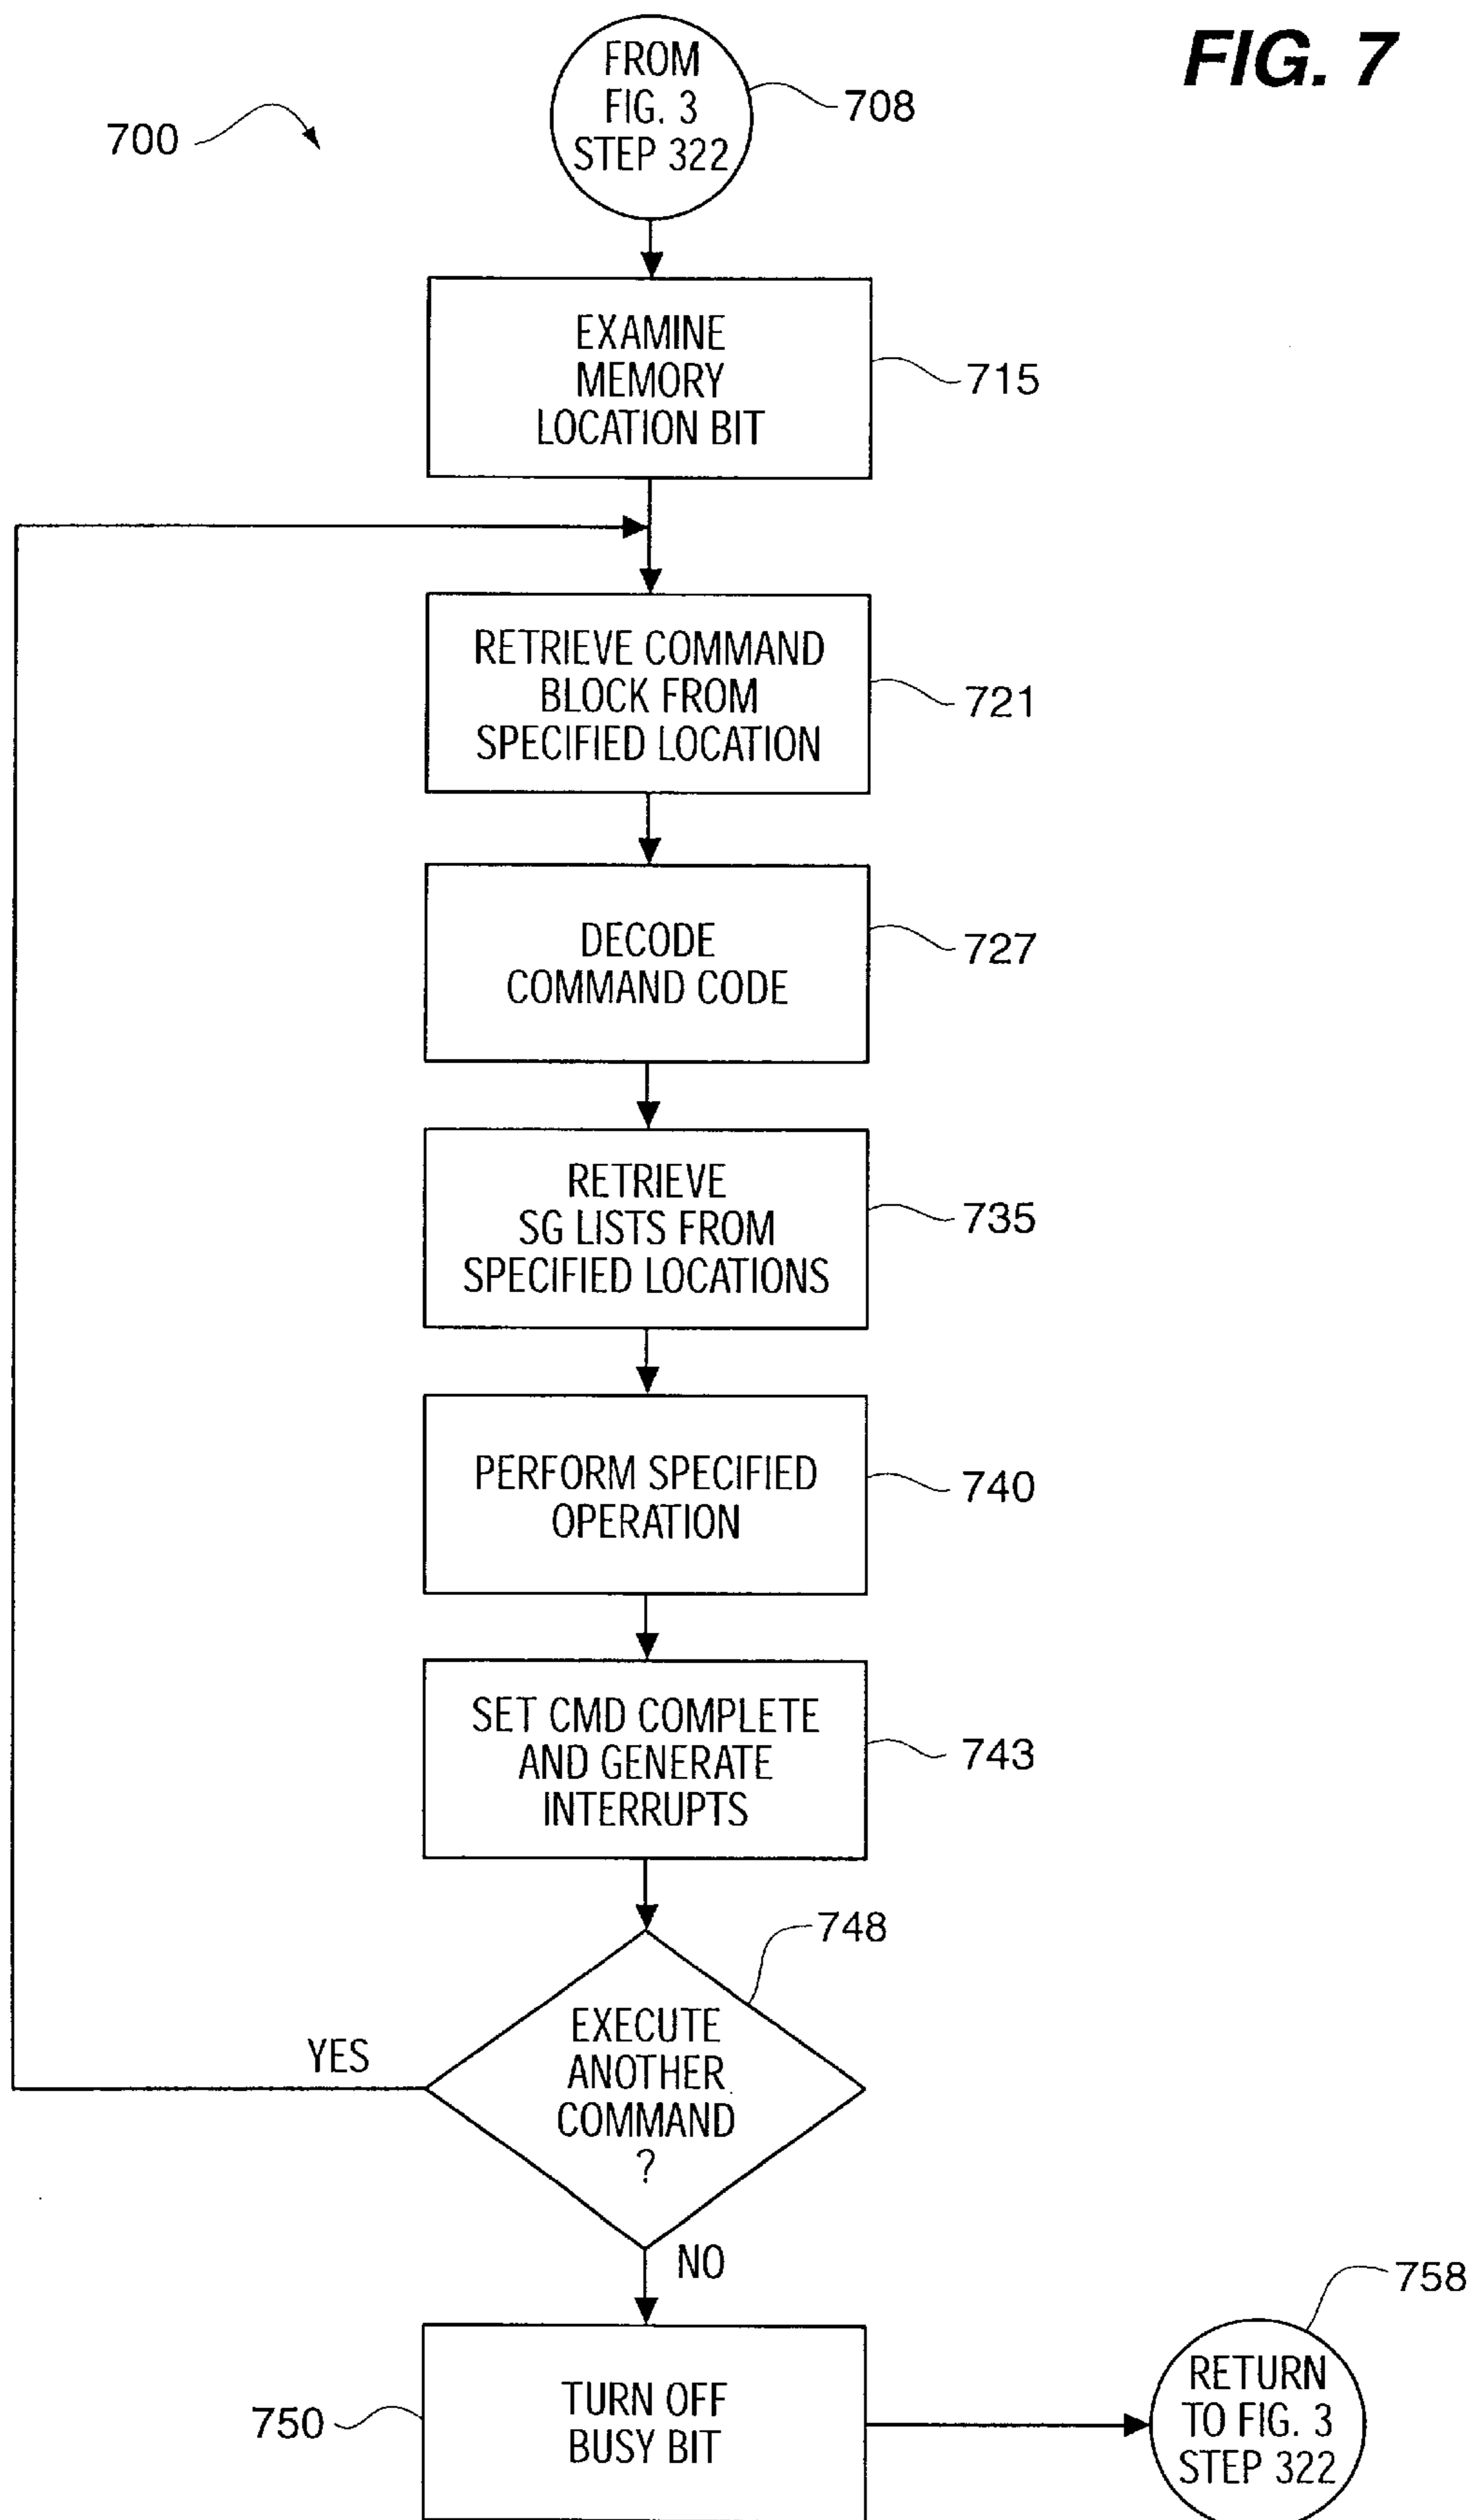 FIG. 7
700
FROM
FIG. 3
STEP 322
708
EXAMINE
MEMORY
LOCATION BIT
715
RETRIEVE COMMAND
BLOCK FROM
SPECIFIED LOCATION
721
DECODE
COMMAND CODE
727
RETRIEVE
SG LISTS FROM
SPECIFIED LOCATIONS
735
PERFORM SPECIFIED
OPERATION
740
SET CMD COMPLETE
AND GENERATE
INTERRUPTS
743
EXECUTE
ANOTHER
COMMAND
?
748
YES
NO
TURN OFF
BUSY BIT
750
RETURN
TO FIG. 3
STEP 322
758